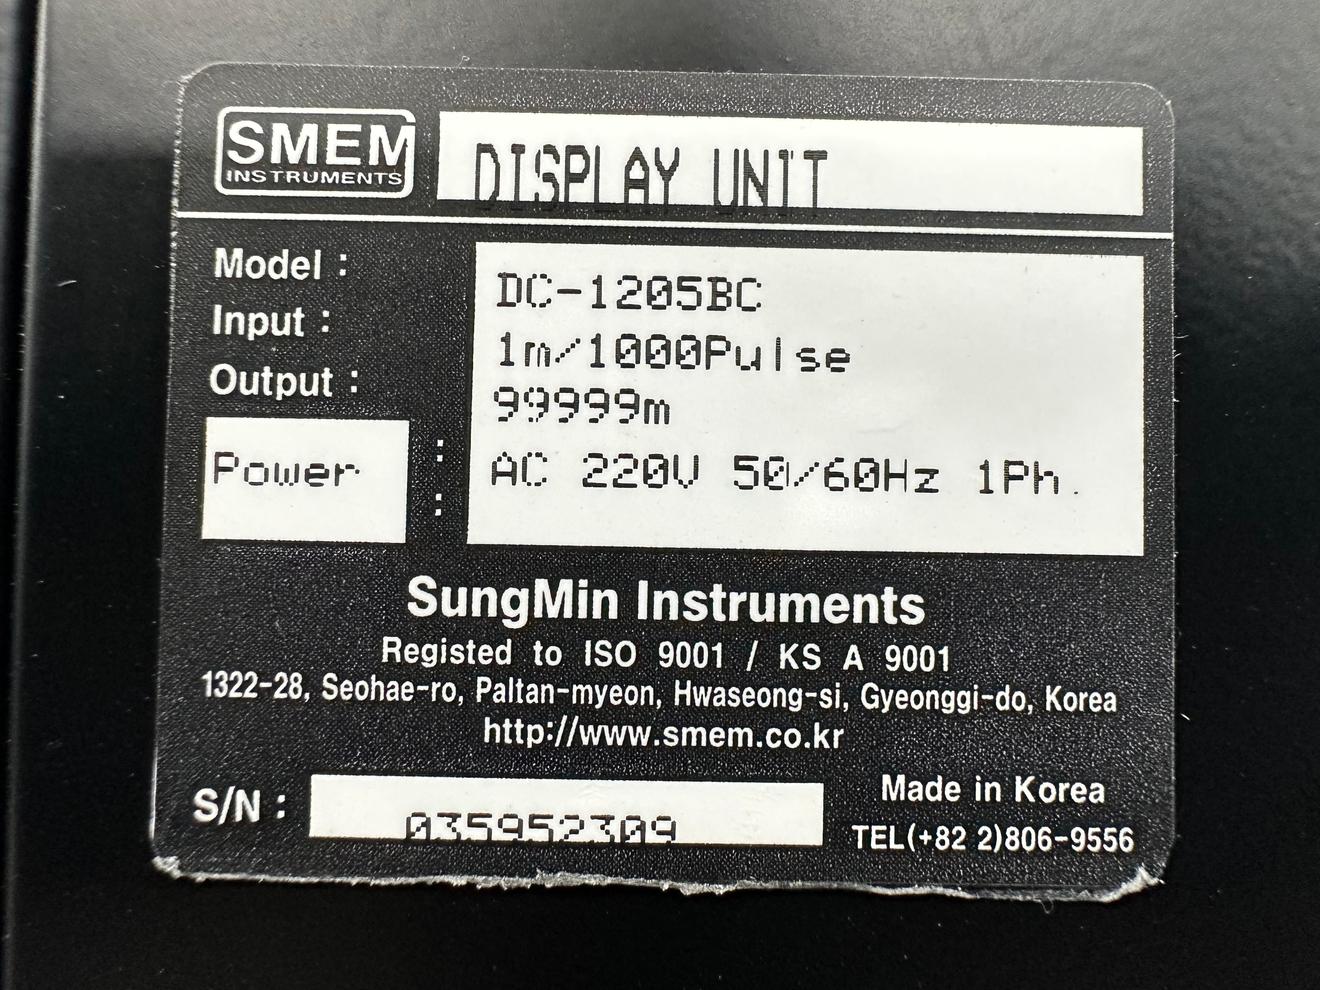 SMEM
INSTRUMENTS
DISPLAY UNIT
Model : DC-1205BC
Input : 1m/1000Pulse
Output : 99999m
Power : AC 220V 50/60Hz 1Ph.
:
SungMin Instruments
Registed to ISO 9001 / KS A 9001
1322-28, Seohae-ro, Paltan-myeon, Hwaseong-si, Gyeonggi-do, Korea
http://www.smem.co.kr
S/N : 035952309
Made in Korea
TEL(+82 2)806-9556